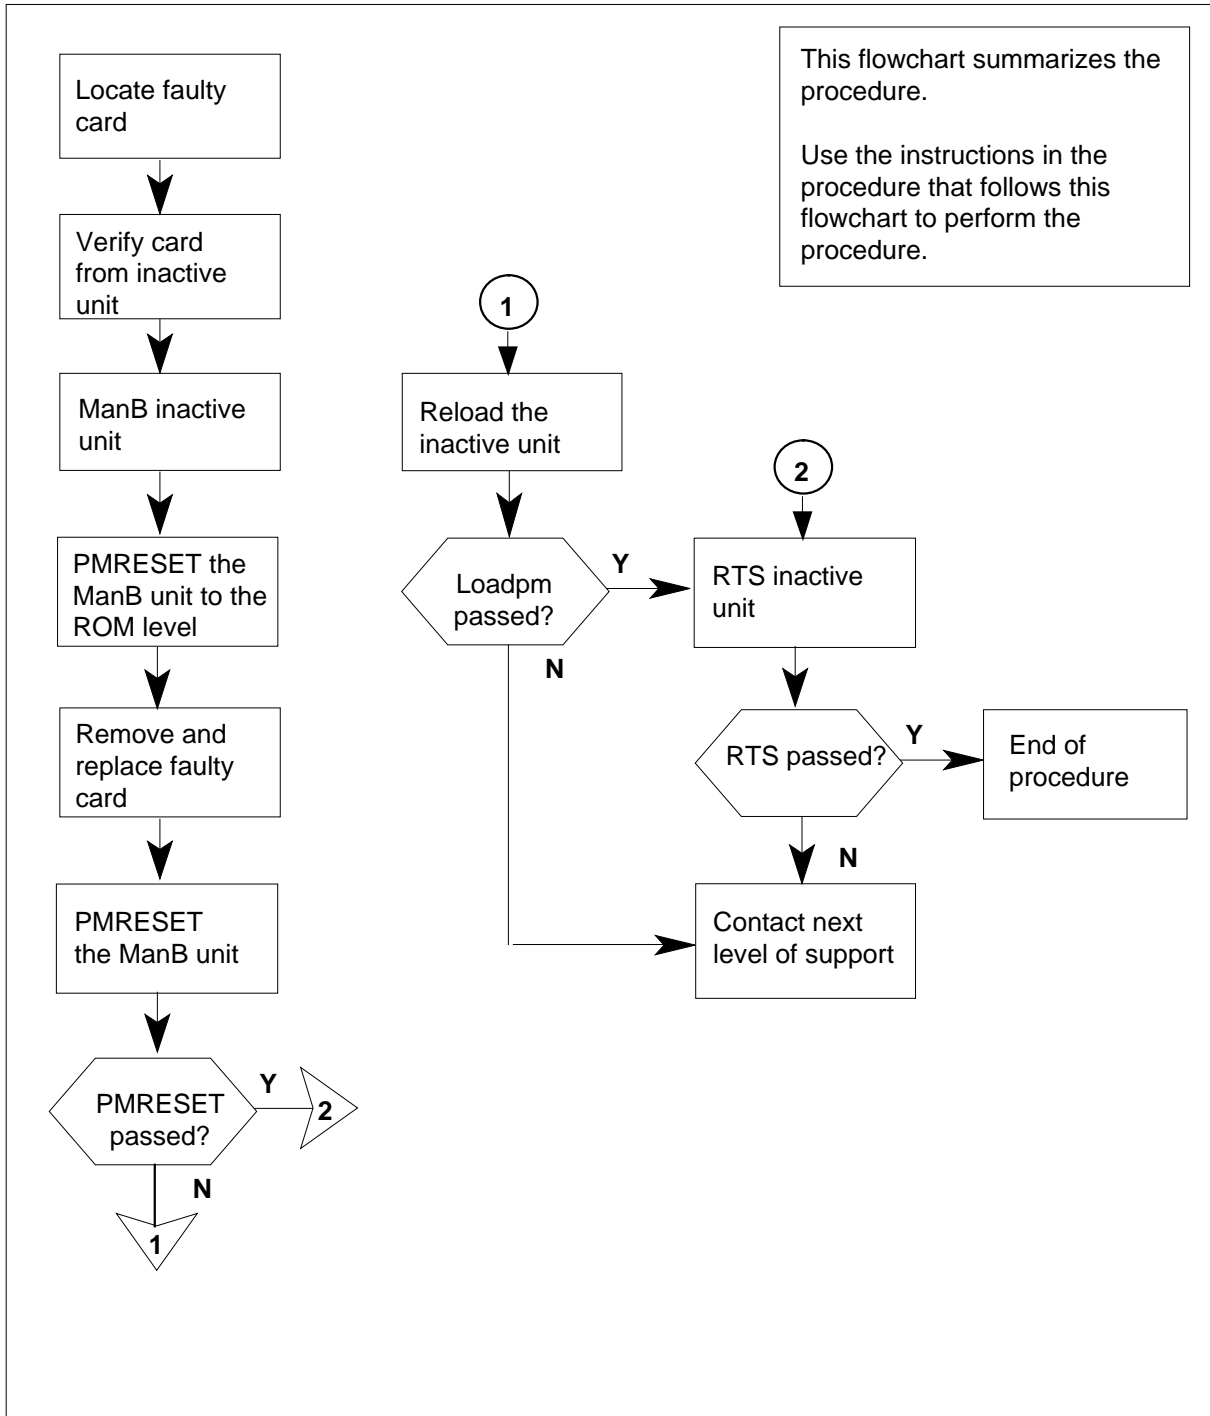 Locate faulty
card
Verify card
from inactive
unit
ManB inactive
unit
PMRESET the
ManB unit to the
ROM level
Remove and
replace faulty
card
PMRESET
the ManB unit
PMRESET
passed?
Y
2
N
1
1
Reload the
inactive unit
Loadpm
passed?
Y
N
2
RTS inactive
unit
RTS passed?
Y
N
End of
procedure
Contact next
level of support
This flowchart summarizes the
procedure.
Use the instructions in the
procedure that follows this
flowchart to perform the
procedure.